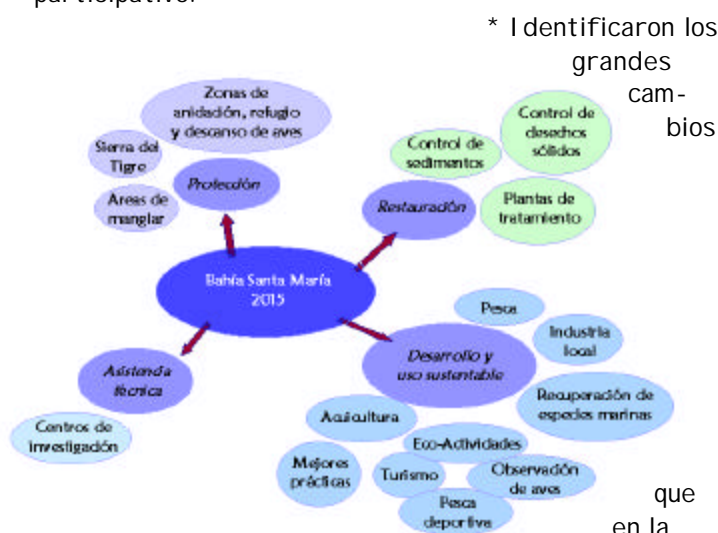 participativo.
* Identificaron los
grandes
cam-
bios
Zonas de
anidación, refugio
y descanso de aves
Sierra del
Tigre
Protección
Áreas de
manglar
Control de
sedimentos
Control de
desechos
sólidos
Restauración
Plantas de
tratamiento
Bahía Santa María
2015
Asistencia
técnica
Centros de
investigación
Pesca
Industria
local
Desarrollo y
uso sustentable
Recuperación de
especies marinas
Acuicultura
Eco-Actividades
Mejores
prácticas
Turismo
Observación
de aves
Pesca
deportiva
que
en la